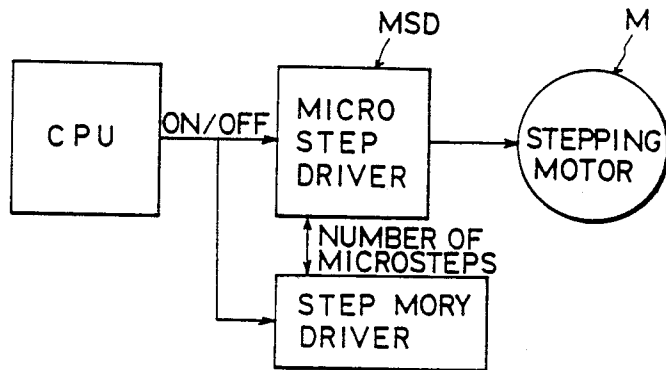 MSD
M
CPU
ON/OFF
MICRO
STEP
DRIVER
STEPPING
MOTOR
NUMBER OF
MICROSTEPS
STEP MORY
DRIVER